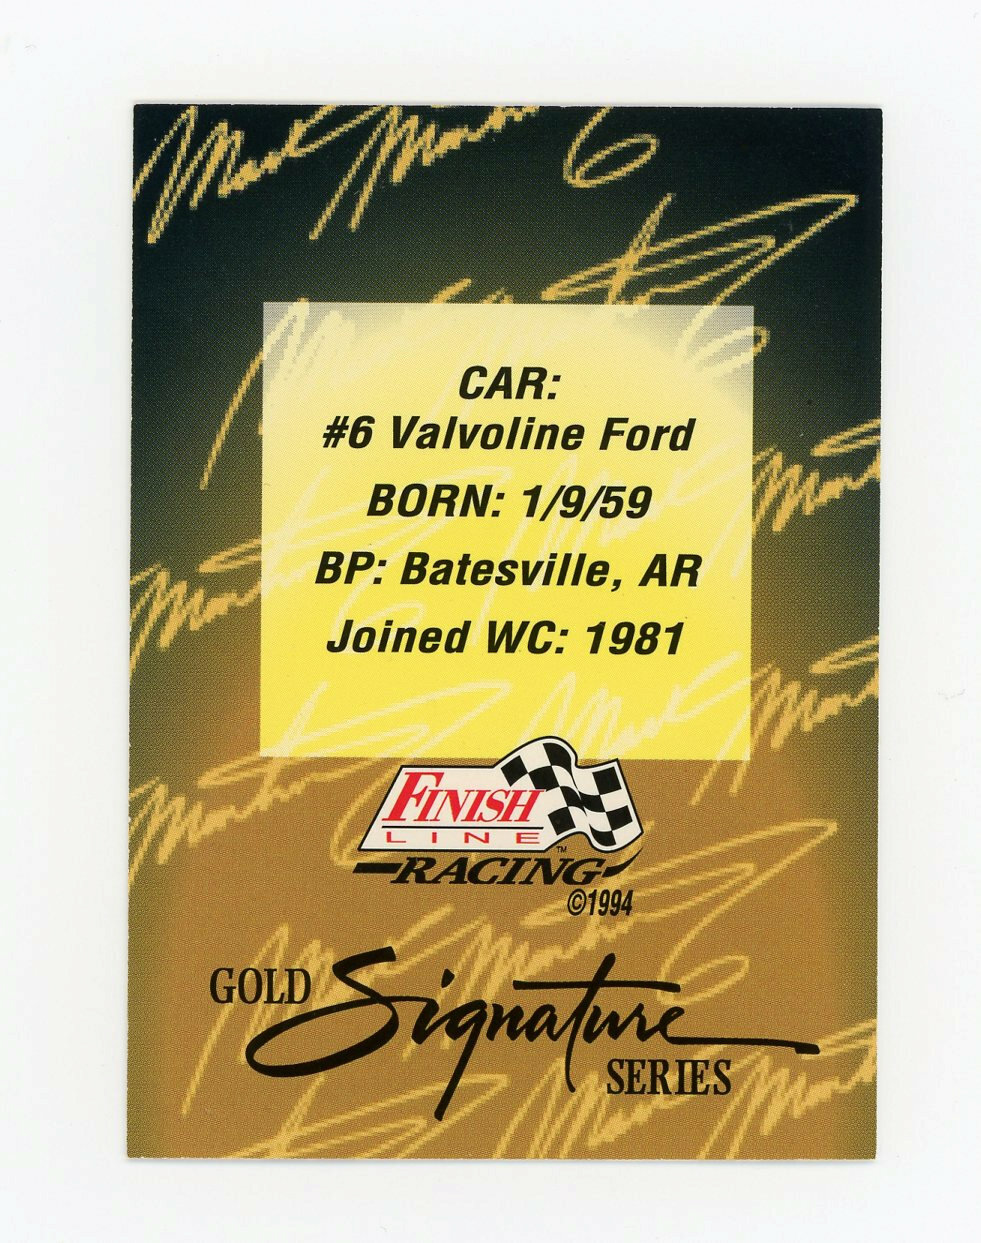 CAR:
#6 Valvoline Ford
BORN: 1/9/59
BP: Batesville, AR
Joined WC: 1981
FINISH
LINE ™
RACING
©1994
GOLD Signature
SERIES